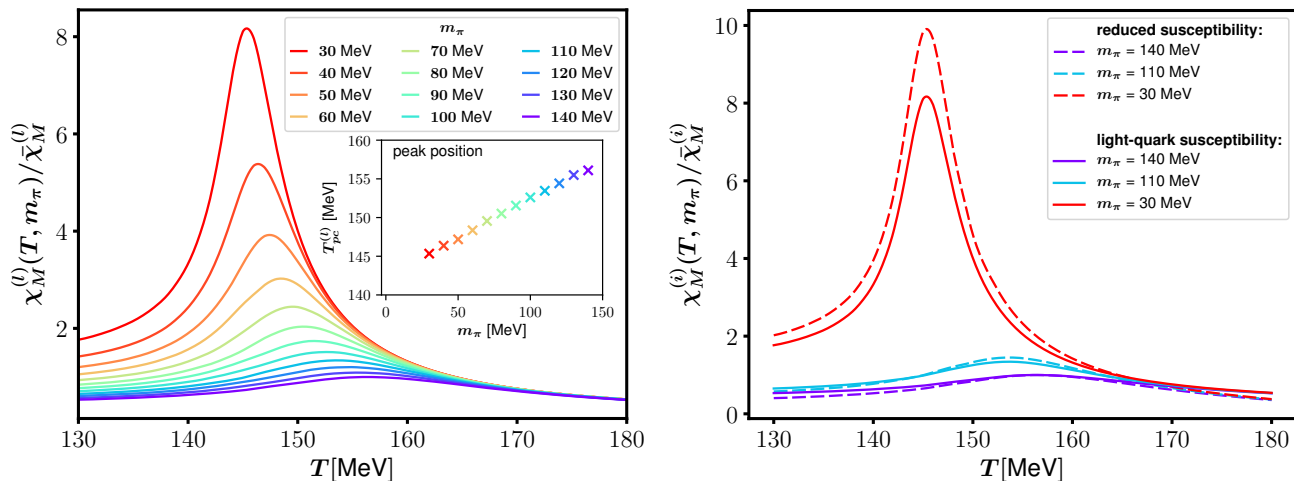 χ_M^(l)(T, m_π)/χ̄_M^(l)
8
6
4
2
130
140
150
160
170
180
T[MeV]
m_π
30 MeV
40 MeV
50 MeV
60 MeV
70 MeV
80 MeV
90 MeV
100 MeV
110 MeV
120 MeV
130 MeV
140 MeV
peak position
T_pc^(l) [MeV]
160
155
150
145
140
0
50
100
150
m_π [MeV]
χ_M^(i)(T, m_π)/χ̄_M^(i)
10
8
6
4
2
0
130
140
150
160
170
180
T[MeV]
reduced susceptibility:
m_π = 140 MeV
m_π = 110 MeV
m_π = 30 MeV
light-quark susceptibility:
m_π = 140 MeV
m_π = 110 MeV
m_π = 30 MeV